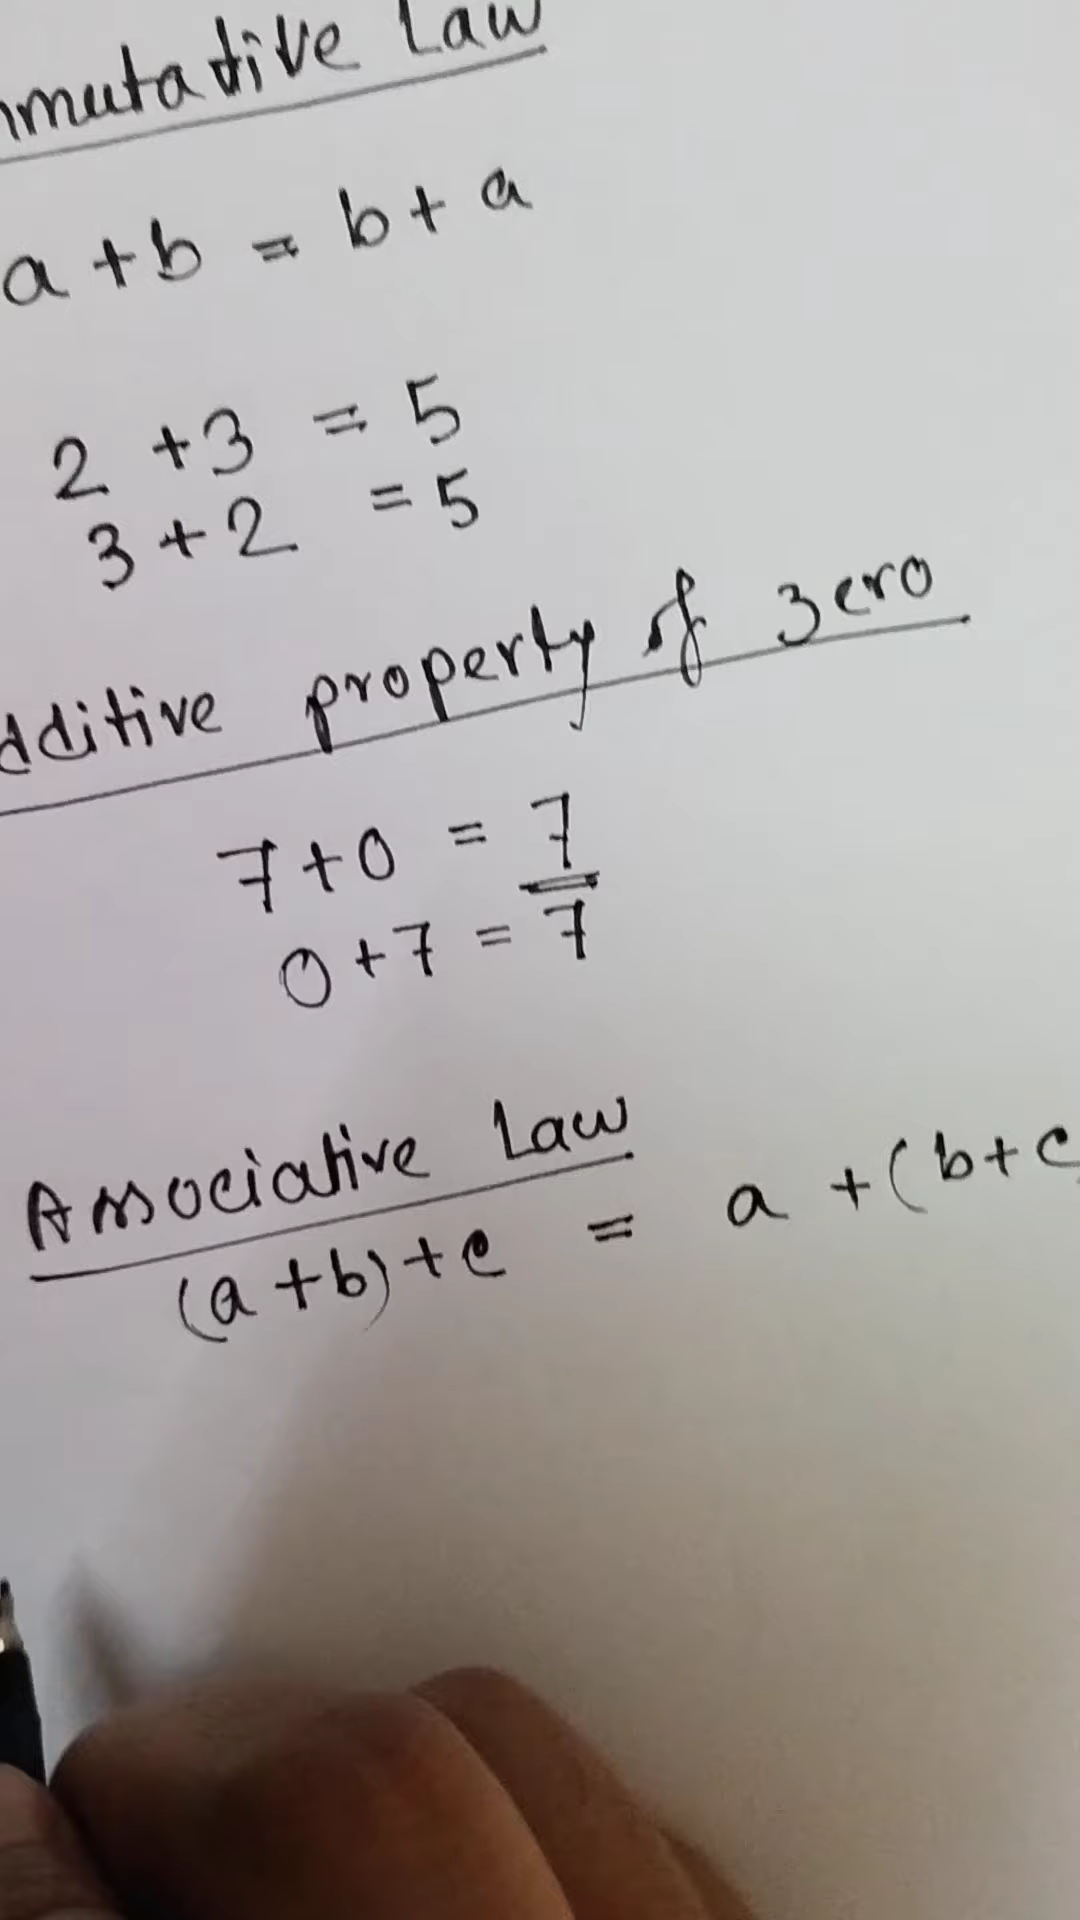 mmutative Law
a + b = b + a
2 + 3 = 5
3 + 2 = 5
dditive property of zero
7 + 0 = 7
0 + 7 = 7
Associative Law
(a + b) + c = a + (b + c